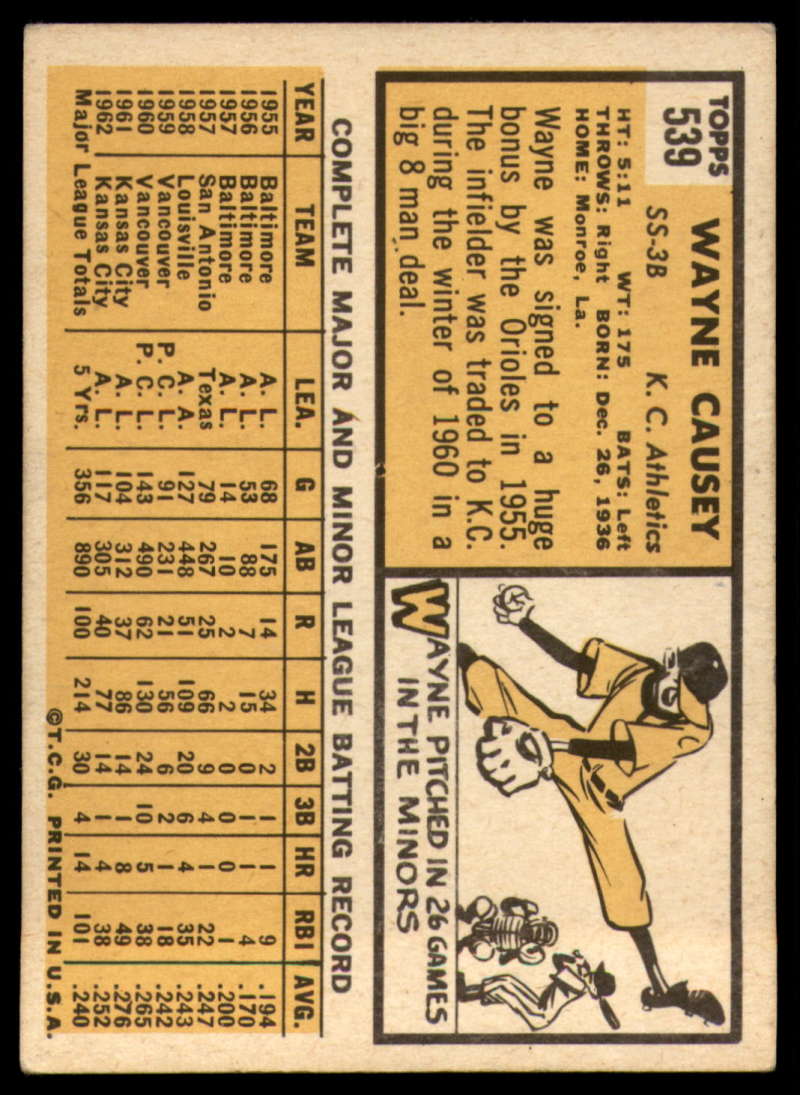 TOPPS
539
WAYNE CAUSEY
SS-3B K. C. Athletics
HT: 5:11 WT: 175 BATS: Left
THROWS: Right BORN: Dec. 26, 1936
HOME: Monroe, La.
Wayne was signed to a huge
bonus by the Orioles in 1955.
The infielder was traded to K.C.
during the winter of 1960 in a
big 8 man deal.
WAYNE PITCHED IN 26 GAMES
IN THE MINORS
COMPLETE MAJOR AND MINOR LEAGUE BATTING RECORD
YEAR TEAM LEA. G AB R H 2B 3B HR RBI AVG.
1955 Baltimore A. L. 68 175 14 34 2 1 1 9 .194
1956 Baltimore A. L. 53 88 7 15 0 1 1 4 .170
1957 Baltimore A. L. 14 10 2 2 0 0 0 1 .200
1957 San Antonio Texas 79 267 25 66 9 4 1 22 .247
1958 Louisville A. A. 127 448 51 109 20 6 4 35 .243
1959 Vancouver P. C. L. 91 231 21 56 6 2 1 18 .242
1960 Vancouver P. C. L. 143 490 62 130 24 10 5 38 .265
1961 Kansas City A. L. 104 312 37 86 14 1 8 49 .276
1962 Kansas City A. L. 117 305 40 77 14 1 4 38 .252
Major League Totals 5 Yrs. 356 890 100 214 30 4 14 101 .240
©T.C.G. PRINTED IN U.S.A.